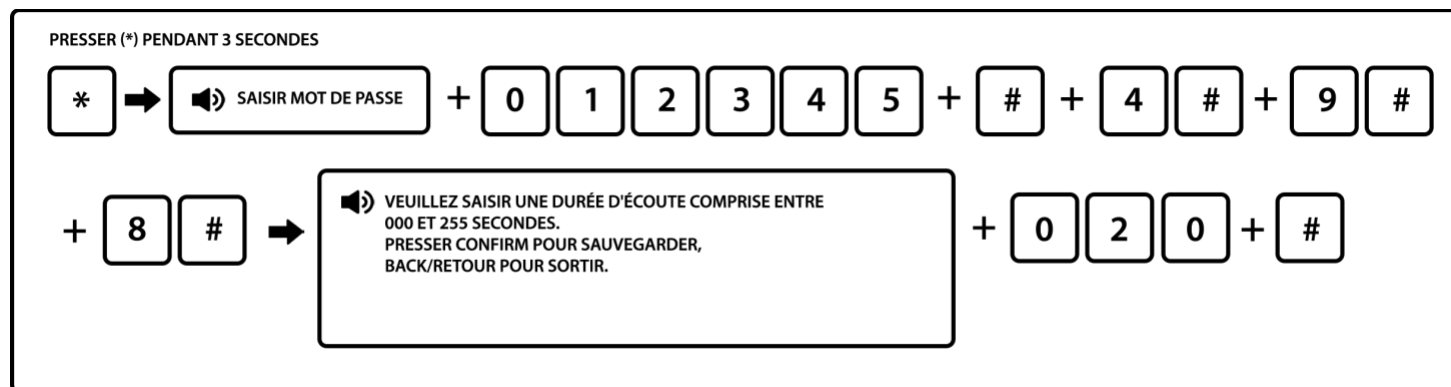 PRESSER (*) PENDANT 3 SECONDES
* SAISIR MOT DE PASSE + 0 1 2 3 4 5 + # + 4 # + 9 #
+ 8 # VEUILLEZ SAISIR UNE DURÉE D'ÉCOUTE COMPRISE ENTRE
000 ET 255 SECONDES.
PRESSER CONFIRM POUR SAUVEGARDER,
BACK/RETOUR POUR SORTIR.
+ 0 2 0 + #